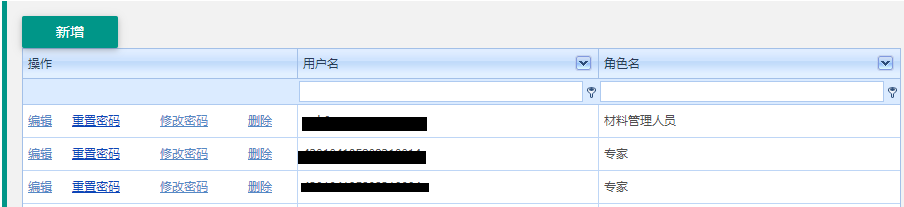 新增
操作 用户名 角色名
编辑 重置密码 修改密码 删除 材料管理人员
编辑 重置密码 修改密码 删除 专家
编辑 重置密码 修改密码 删除 专家